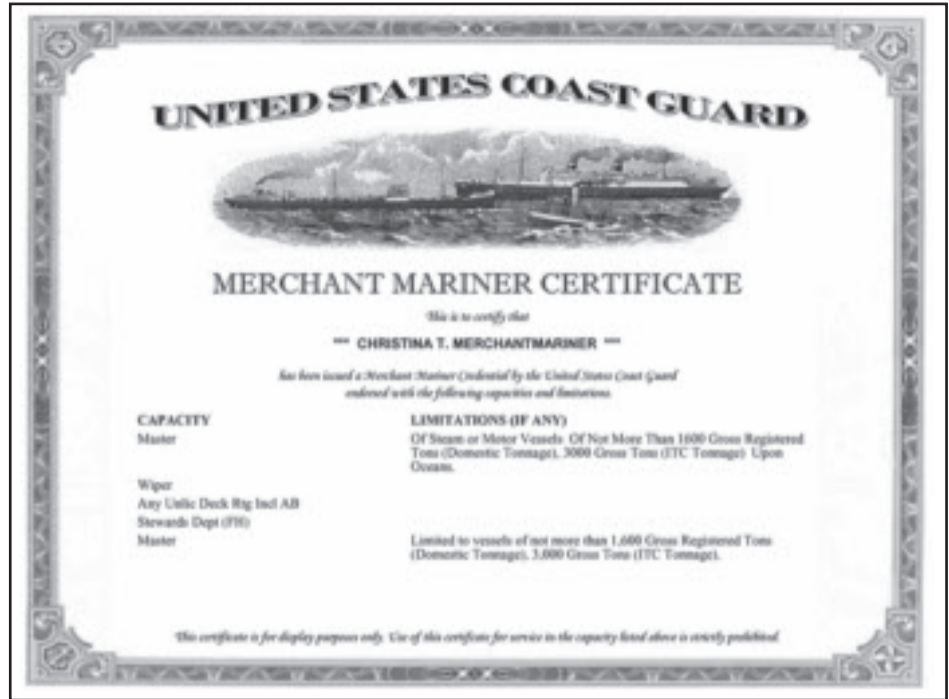 UNITED STATES COAST GUARD
MERCHANT MARINER CERTIFICATE
This is to certify that
*** CHRISTINA T. MERCHANTMARINER ***
has been issued a Merchant Mariner Credential by the United States Coast Guard
endorsed with the following capacities and limitations.
CAPACITY LIMITATIONS (IF ANY)
Master Of Steam or Motor Vessels Of Not More Than 1600 Gross Registered
Tons (Domestic Tonnage), 3000 Gross Tons (ITC Tonnage) Upon
Oceans.
Wiper
Any Unlic Deck Rtg Incl AB
Stewards Dept (FH)
Master Limited to vessels of not more than 1,600 Gross Registered Tons
(Domestic Tonnage), 3,000 Gross Tons (ITC Tonnage).
This certificate is for display purposes only. Use of this certificate for service in the capacity listed above is strictly prohibited.